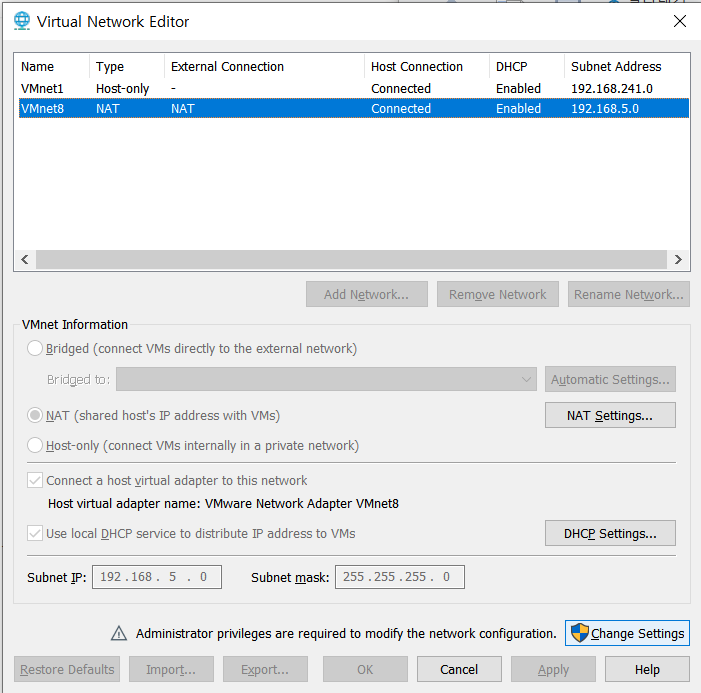 Virtual Network Editor
Name Type External Connection Host Connection DHCP Subnet Address
VMnet1 Host-only - Connected Enabled 192.168.241.0
VMnet8 NAT NAT Connected Enabled 192.168.5.0
Add Network... Remove Network Rename Network...
VMnet Information
Bridged (connect VMs directly to the external network)
Bridged to: Automatic Settings...
NAT (shared host's IP address with VMs) NAT Settings...
Host-only (connect VMs internally in a private network)
Connect a host virtual adapter to this network
Host virtual adapter name: VMware Network Adapter VMnet8
Use local DHCP service to distribute IP address to VMs DHCP Settings...
Subnet IP: 192 . 168 . 5 . 0 Subnet mask: 255 . 255 . 255 . 0
Administrator privileges are required to modify the network configuration. Change Settings
Restore Defaults Import... Export... OK Cancel Apply Help